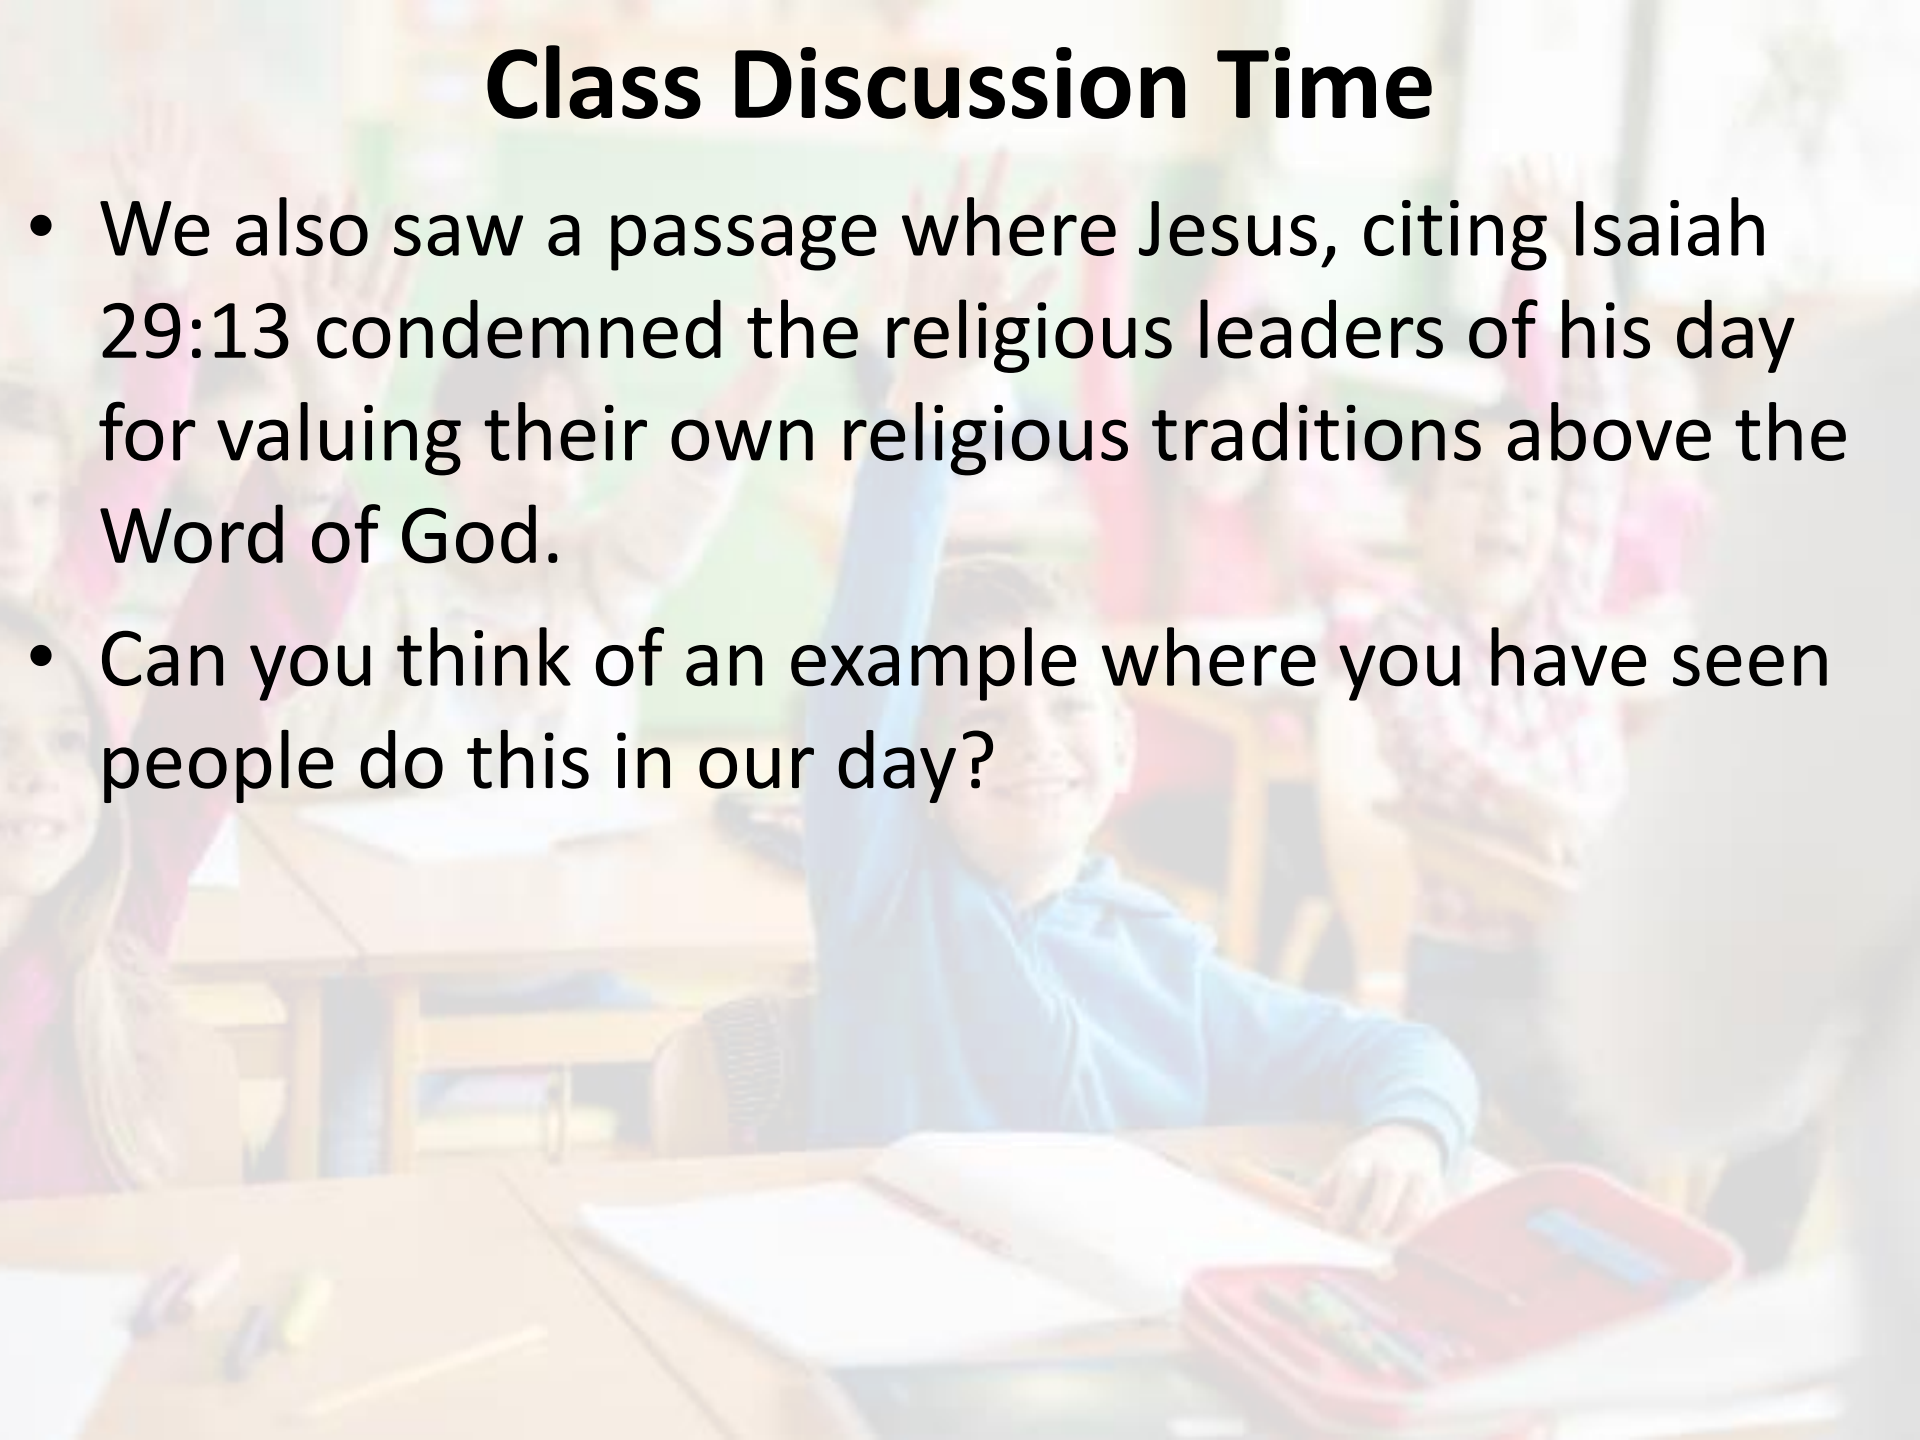 Class Discussion Time
• We also saw a passage where Jesus, citing Isaiah
29:13 condemned the religious leaders of his day
for valuing their own religious traditions above the
Word of God.
• Can you think of an example where you have seen
people do this in our day?